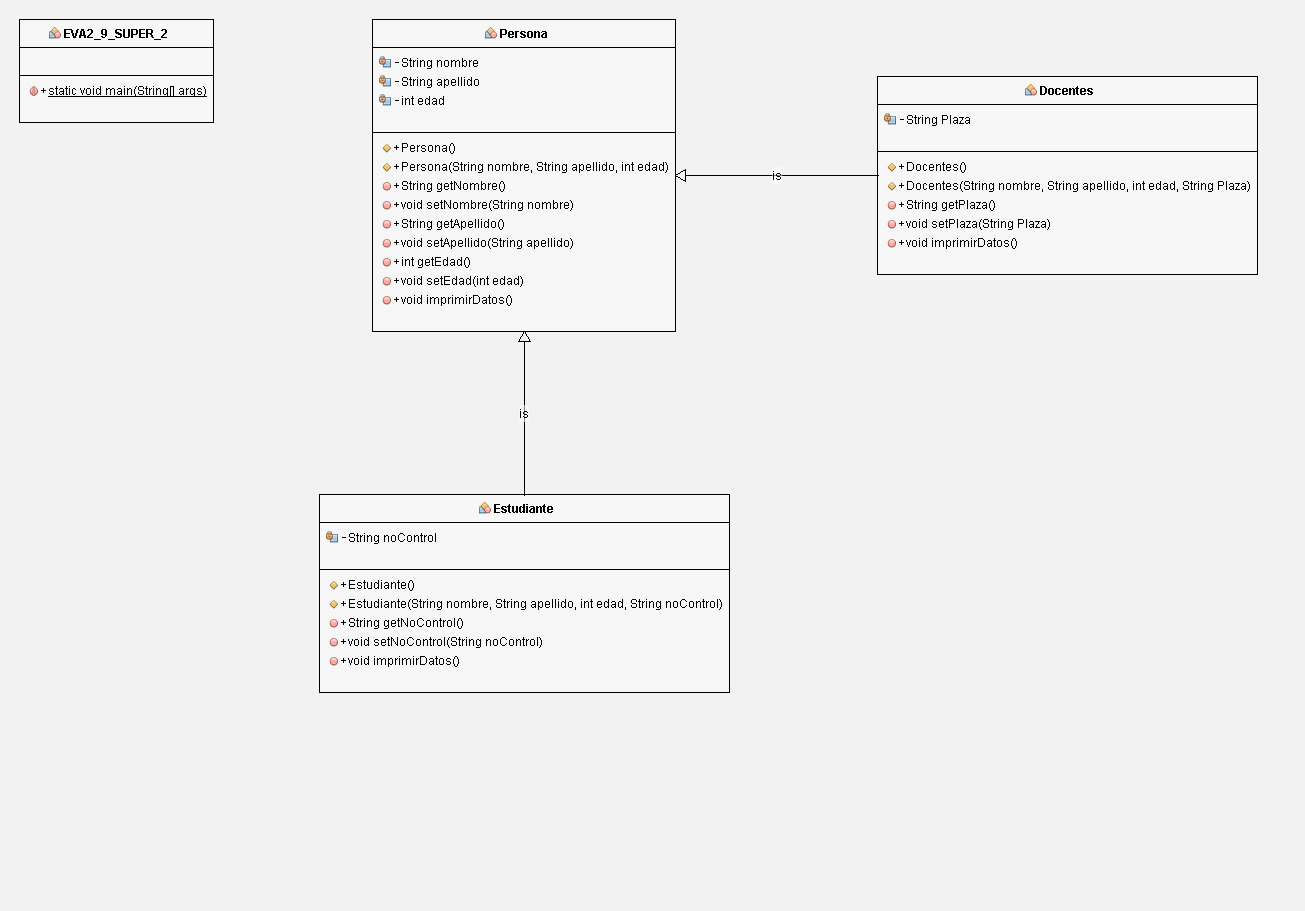 EVA2_9_SUPER_2
+static void main(String[] args)
Persona
-String nombre
-String apellido
-int edad
+Persona()
+Persona(String nombre, String apellido, int edad)
+String getNombre()
+void setNombre(String nombre)
+String getApellido()
+void setApellido(String apellido)
+int getEdad()
+void setEdad(int edad)
+void imprimirDatos()
is
Docentes
-String Plaza
+Docentes()
+Docentes(String nombre, String apellido, int edad, String Plaza)
+String getPlaza()
+void setPlaza(String Plaza)
+void imprimirDatos()
is
Estudiante
-String noControl
+Estudiante()
+Estudiante(String nombre, String apellido, int edad, String noControl)
+String getNoControl()
+void setNoControl(String noControl)
+void imprimirDatos()